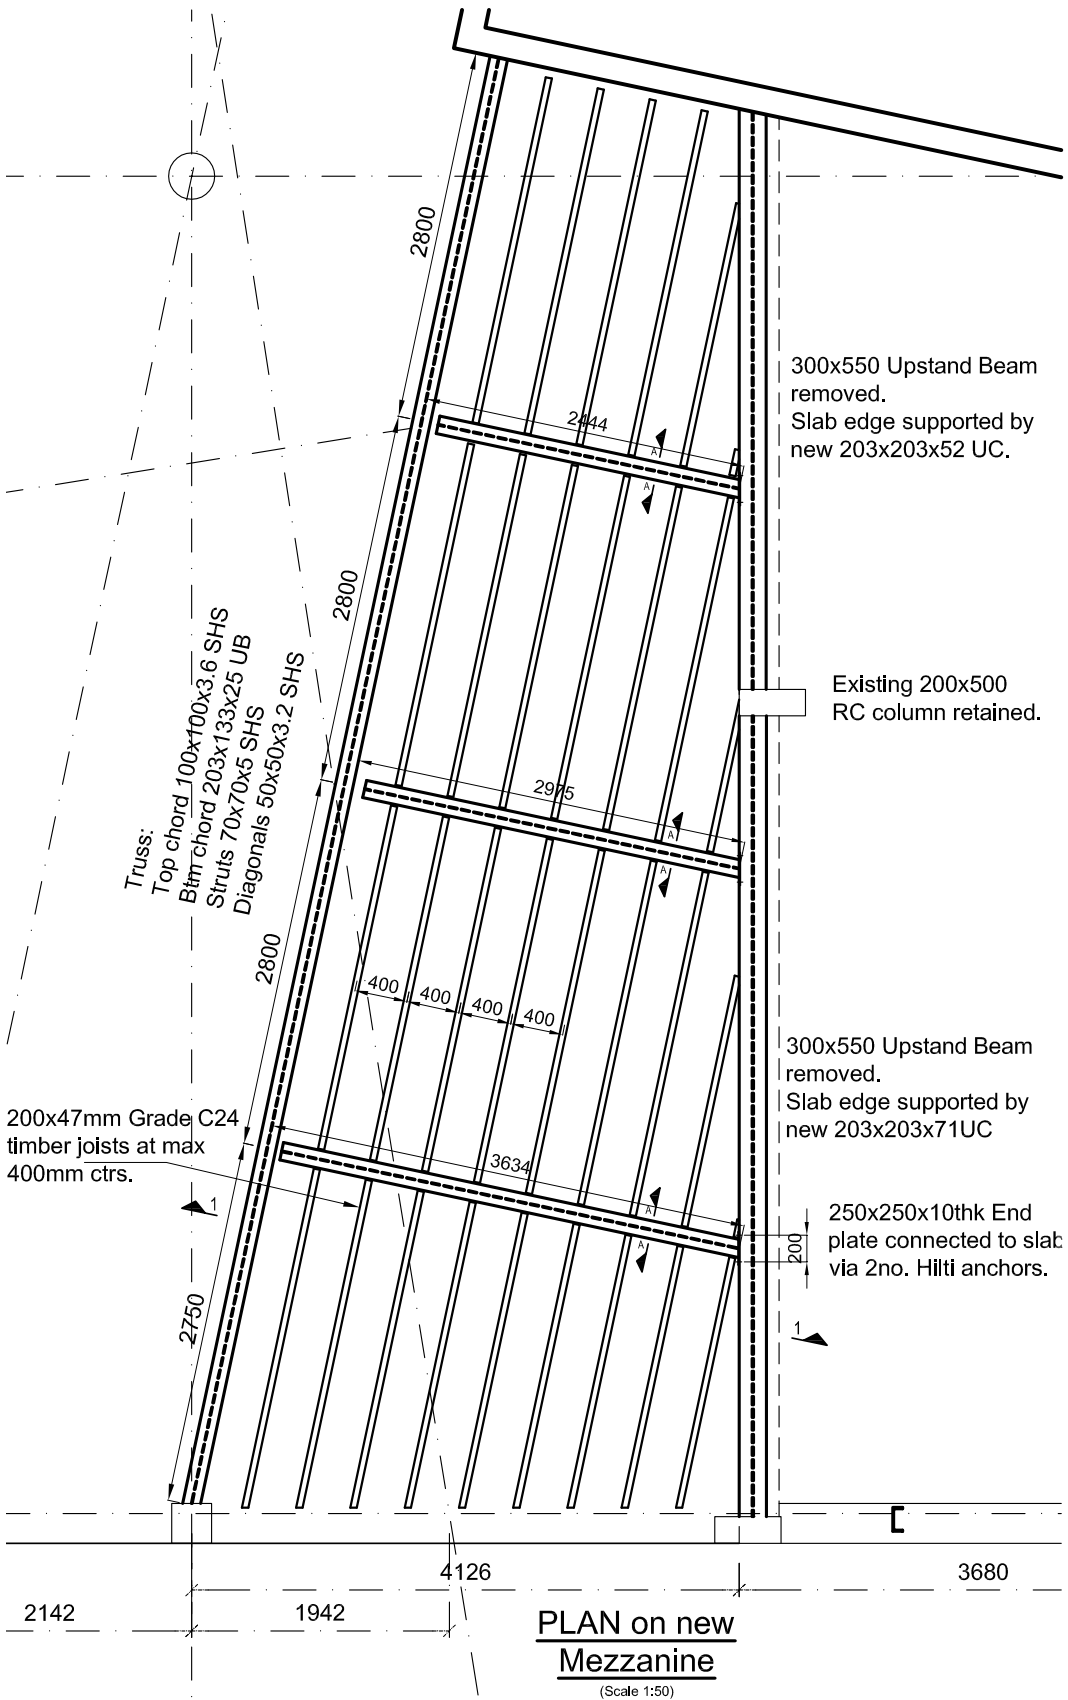 2800
2444
A
A
300x550 Upstand Beam
removed.
Slab edge supported by
new 203x203x52 UC.
2800
Truss:
Top chord 100x100x3.6 SHS
Btm chord 203x133x25 UB
Struts 70x70x5 SHS
Diagonals 50x50x3.2 SHS
Existing 200x500
RC column retained.
2975
A
A
2800
400
400
400
400
300x550 Upstand Beam
removed.
Slab edge supported by
new 203x203x71UC
200x47mm Grade C24
timber joists at max
400mm ctrs.
3634
A
A
1
250x250x10thk End
plate connected to slab
via 2no. Hilti anchors.
200
1
2750
4126
3680
2142
1942
PLAN on new
Mezzanine
(Scale 1:50)